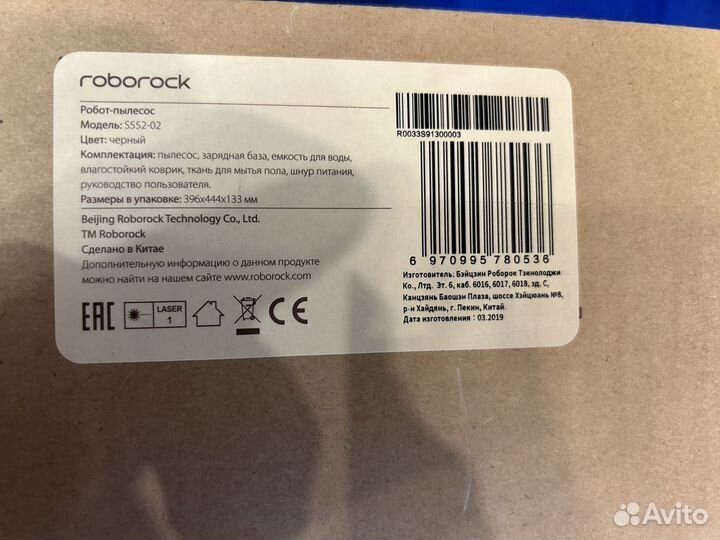 roborock
Робот-пылесос
Модель: S552-02
Цвет: черный
Комплектация: пылесос, зарядная база, емкость для воды,
влагостойкий коврик, ткань для мытья пола, шнур питания,
руководство пользователя.
Размеры в упаковке: 396x444x133 мм
Beijing Roborock Technology Co., Ltd.
TM Roborock
Сделано в Китае
Дополнительную информацию о данном продукте
можно найти на нашем сайте www.roborock.com
EAC
LASER
1
CE
R0033S91300003
6 970995 780536
Изготовитель: Бэйцзин Роборок Тэкнолоджи
Ко., Лтд. Эт. 6, каб. 6016, 6017, 6018, зд. С,
Канцзянь Баошэн Плаза, шоссе Хэйцюань №8,
р-н Хайдянь, г. Пекин, Китай.
Дата изготовления : 03.2019
Avito